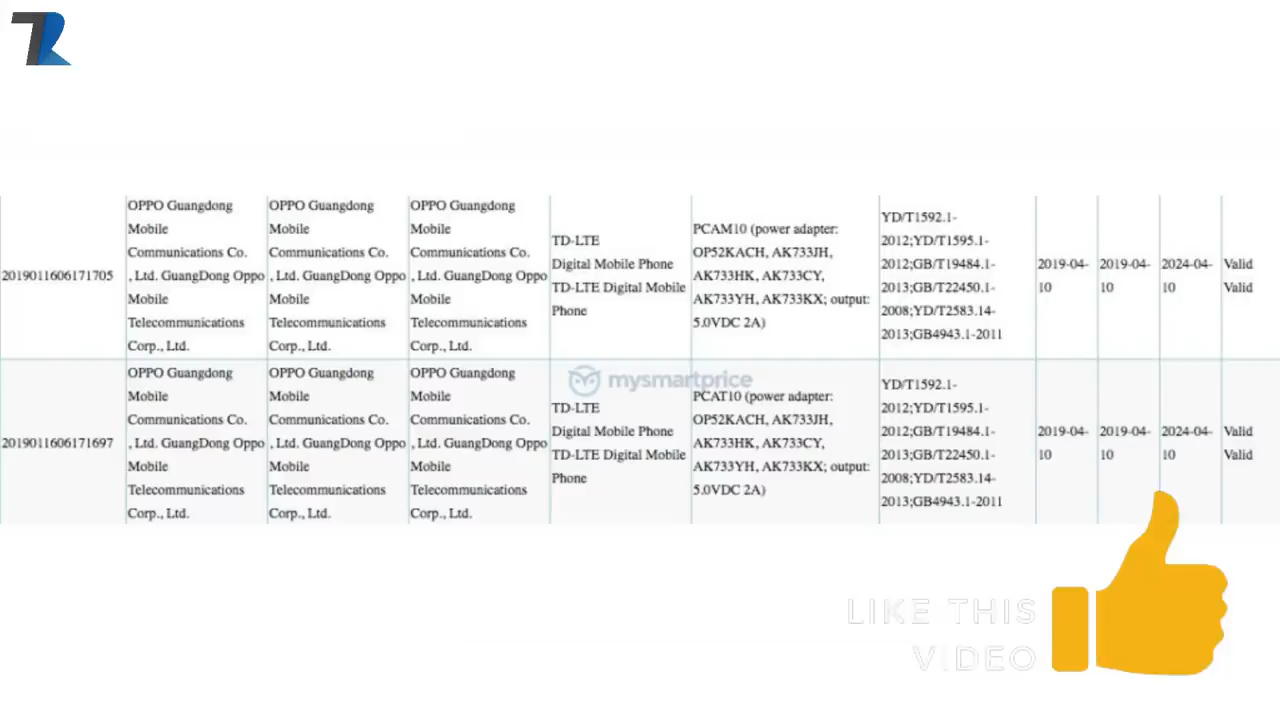 TR
20190116061717​05
OPPO Guangdong
Mobile
Communications Co.
, Ltd. GuangDong Oppo
Mobile
Telecommunications
Corp., Ltd.
OPPO Guangdong
Mobile
Communications Co.
, Ltd. GuangDong Oppo
Mobile
Telecommunications
Corp., Ltd.
OPPO Guangdong
Mobile
Communications Co.
, Ltd. GuangDong Oppo
Mobile
Telecommunications
Corp., Ltd.
TD-LTE
Digital Mobile Phone
TD-LTE Digital Mobile
Phone
PCAM10 (power adapter:
OP52KACH, AK733JH,
AK733HK, AK733CY,
AK733YH, AK733KX; output:
5.0VDC 2A)
YD/T1592.1-
2012;YD/T1595.1-
2012;GB/T19484.1-
2013;GB/T22450.1-
2008;YD/T2583.14-
2013;GB4943.1-2011
2019-04-
10
2019-04-
10
2024-04-
10
Valid
Valid
2019011606171697
OPPO Guangdong
Mobile
Communications Co.
, Ltd. GuangDong Oppo
Mobile
Telecommunications
Corp., Ltd.
OPPO Guangdong
Mobile
Communications Co.
, Ltd. GuangDong Oppo
Mobile
Telecommunications
Corp., Ltd.
OPPO Guangdong
Mobile
Communications Co.
, Ltd. GuangDong Oppo
Mobile
Telecommunications
Corp., Ltd.
TD-LTE
Digital Mobile Phone
TD-LTE Digital Mobile
Phone
mysmartprice
PCAT10 (power adapter:
OP52KACH, AK733JH,
AK733HK, AK733CY,
AK733YH, AK733KX; output:
5.0VDC 2A)
YD/T1592.1-
2012;YD/T1595.1-
2012;GB/T19484.1-
2013;GB/T22450.1-
2008;YD/T2583.14-
2013;GB4943.1-2011
2019-04-
10
2019-04-
10
2024-04-
10
Valid
Valid
LIKE THIS
VIDEO